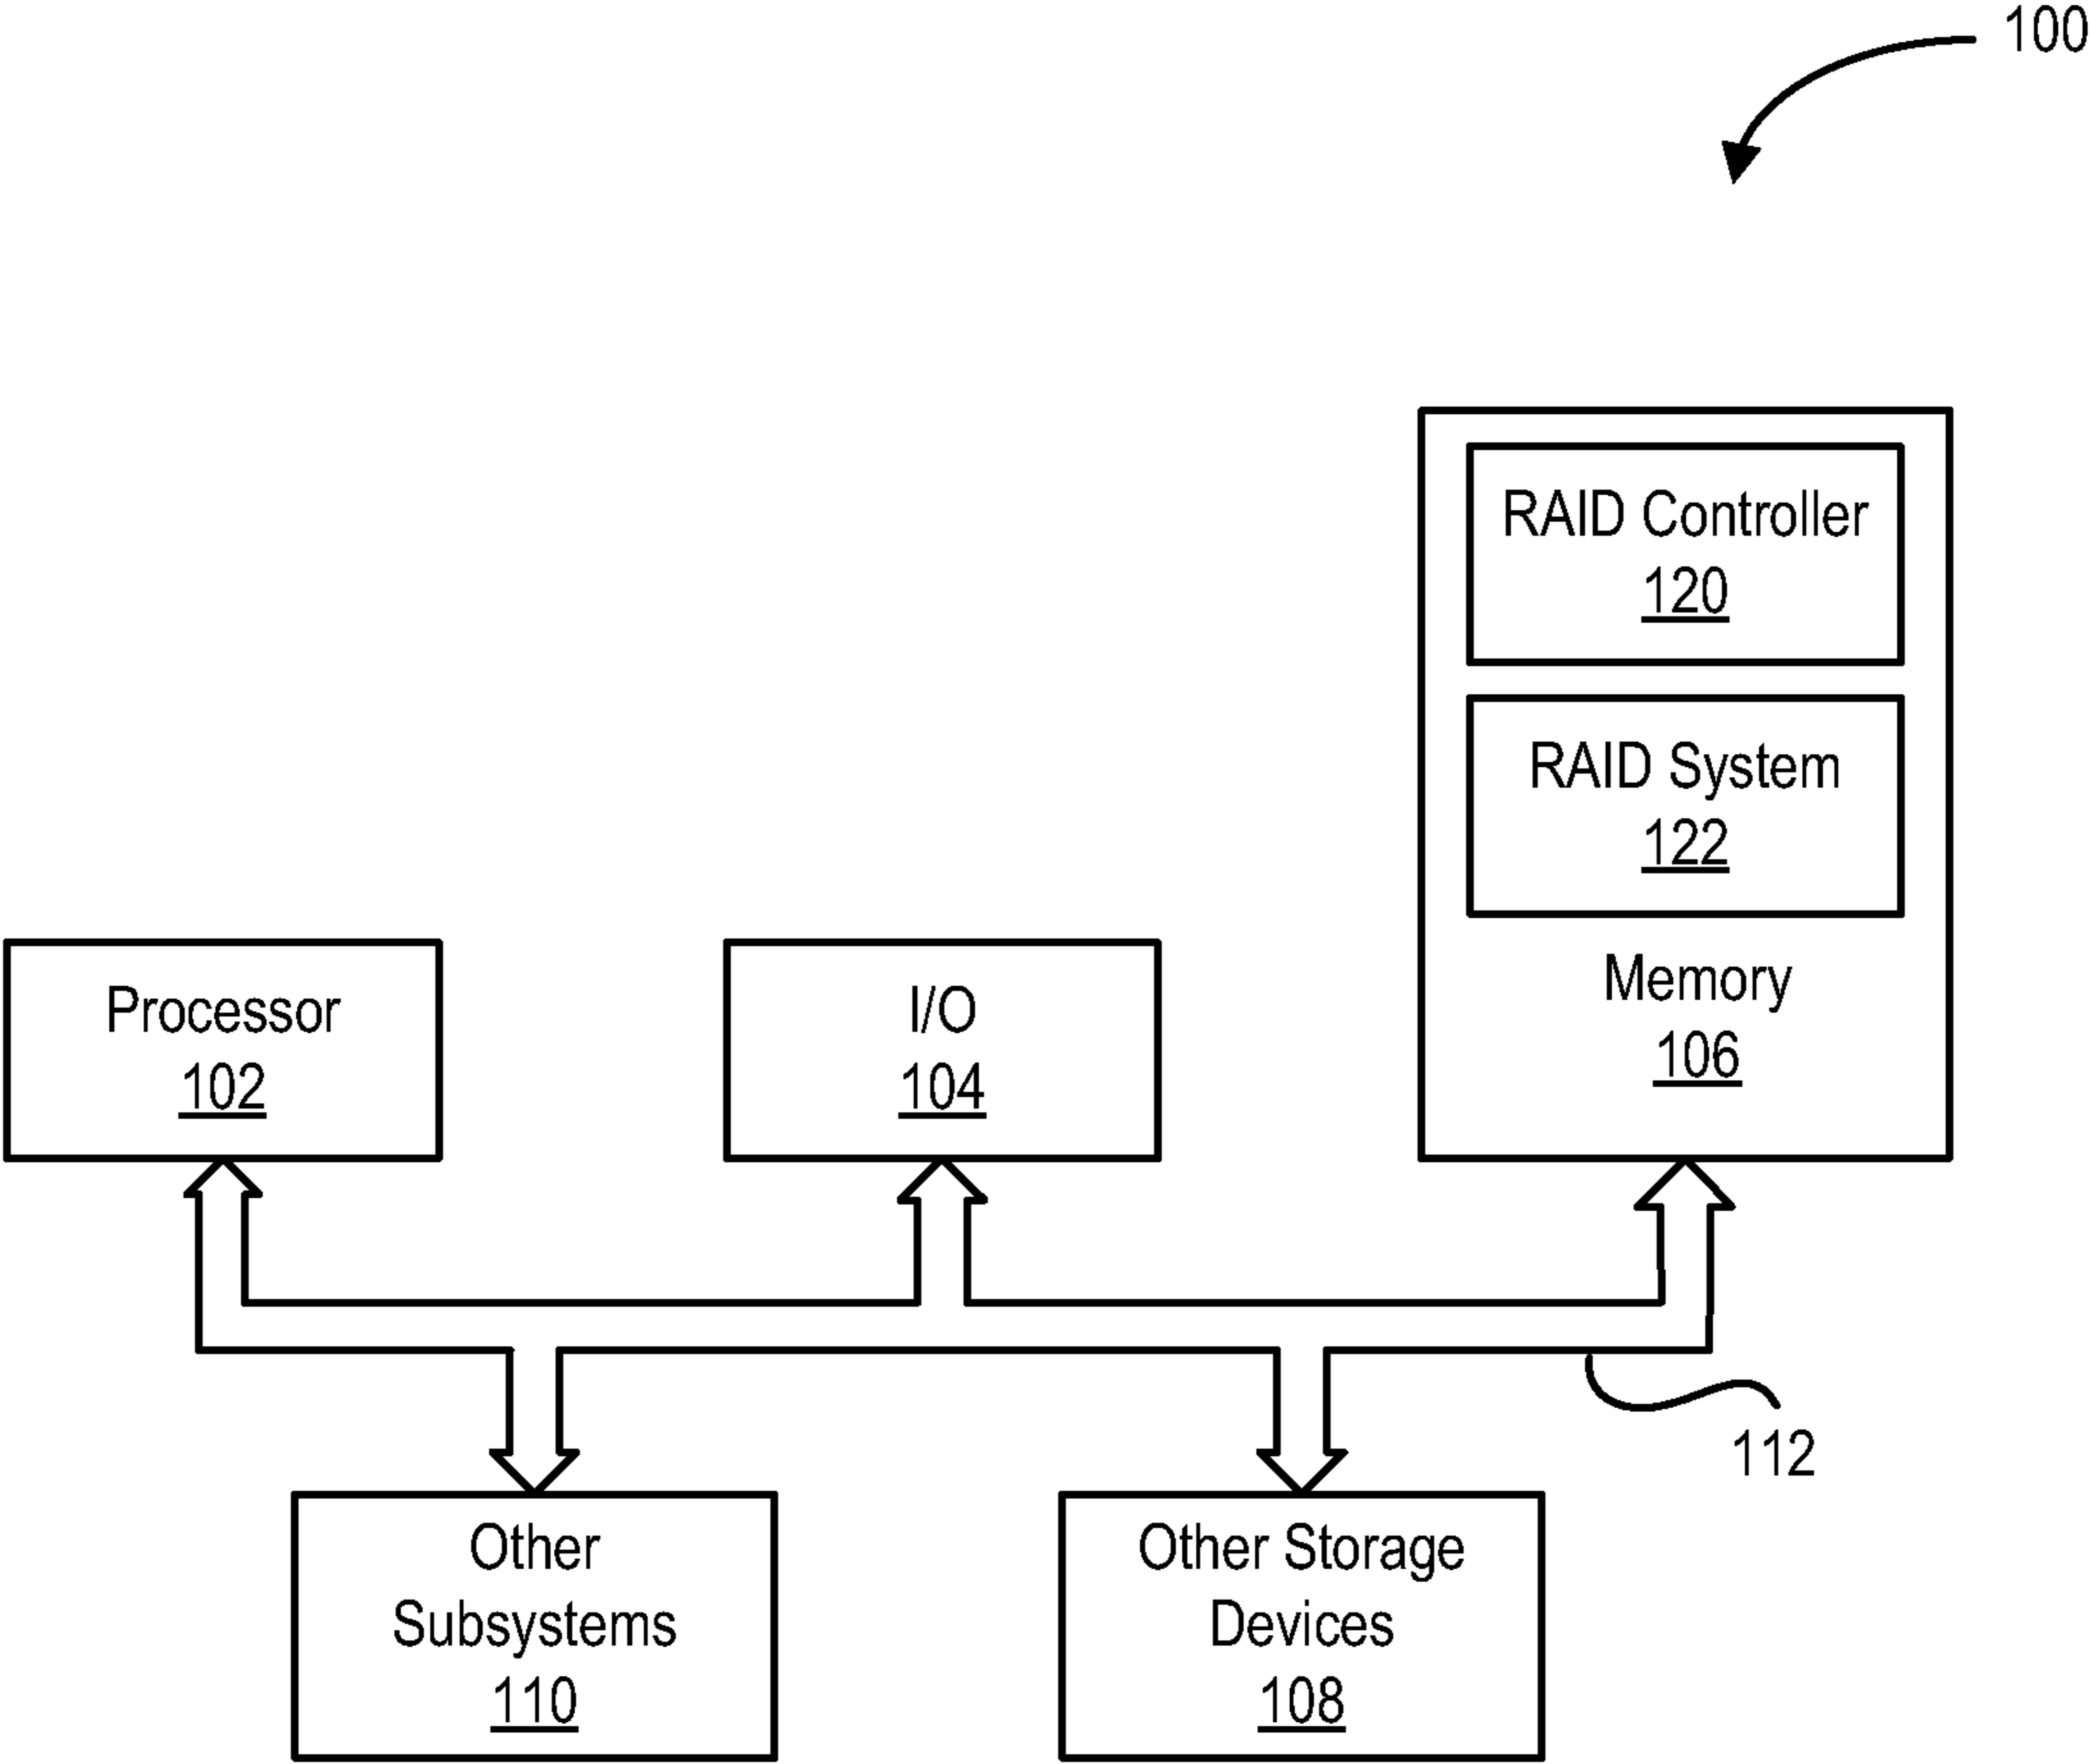 100
RAID Controller
120
RAID System
122
Memory
106
Processor
102
I/O
104
112
Other
Subsystems
110
Other Storage
Devices
108